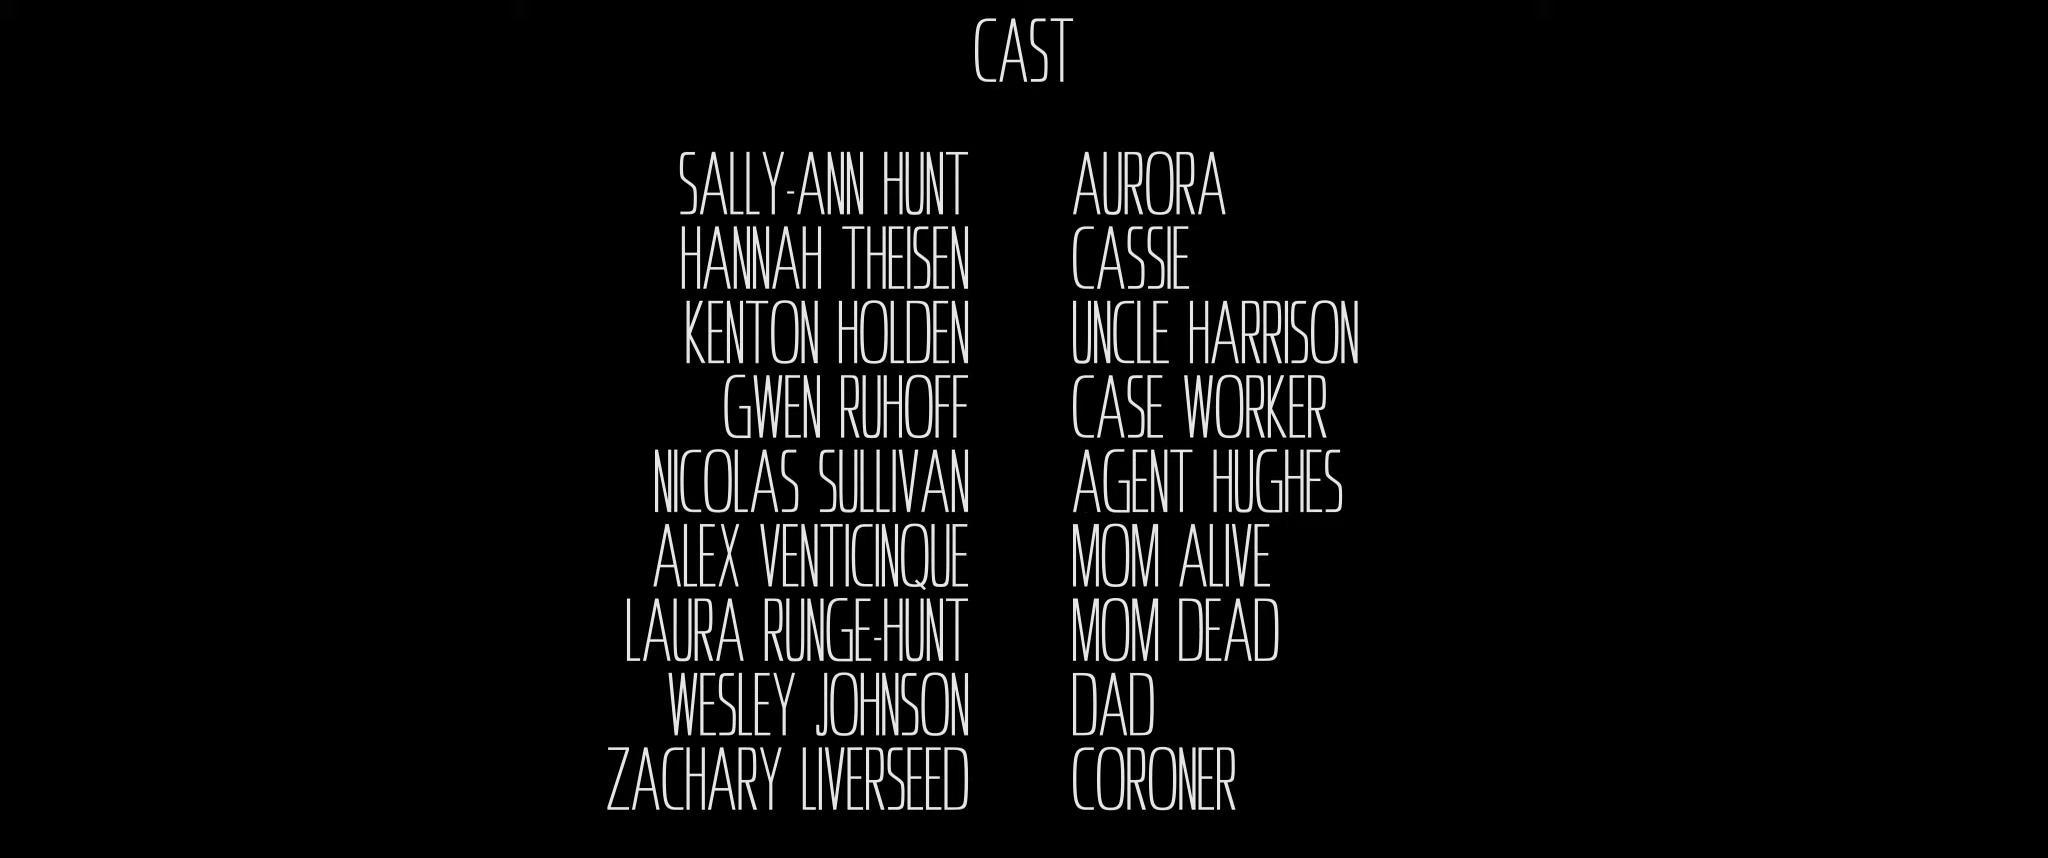 CAST
SALLY-ANN HUNT AURORA
HANNAH THEISEN CASSIE
KENTON HOLDEN UNCLE HARRISON
GWEN RUHOFF CASE WORKER
NICOLAS SULLIVAN AGENT HUGHES
ALEX VENTICINQUE MOM ALIVE
LAURA RUNGE-HUNT MOM DEAD
WESLEY JOHNSON DAD
ZACHARY LIVERSEED CORONER